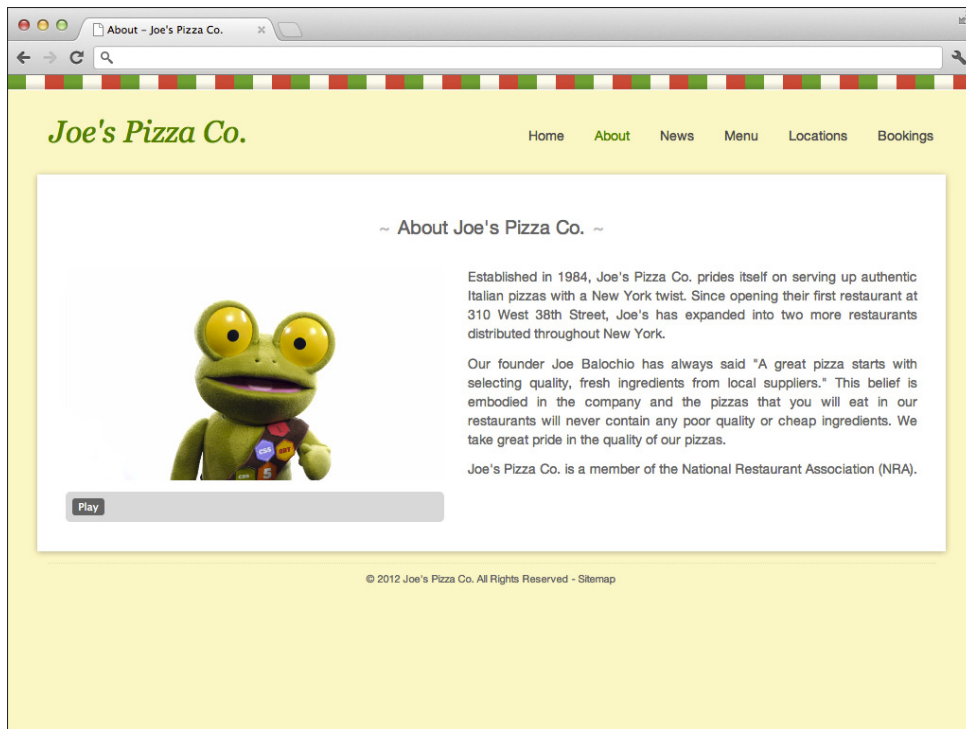 About – Joe's Pizza Co.
Joe's Pizza Co.
Home About News Menu Locations Bookings
~ About Joe's Pizza Co. ~
Established in 1984, Joe's Pizza Co. prides itself on serving up authentic
Italian pizzas with a New York twist. Since opening their first restaurant at
310 West 38th Street, Joe's has expanded into two more restaurants
distributed throughout New York.
Our founder Joe Balochio has always said "A great pizza starts with
selecting quality, fresh ingredients from local suppliers." This belief is
embodied in the company and the pizzas that you will eat in our
restaurants will never contain any poor quality or cheap ingredients. We
take great pride in the quality of our pizzas.
Joe's Pizza Co. is a member of the National Restaurant Association (NRA).
CSS
CSS 5
Play
© 2012 Joe's Pizza Co. All Rights Reserved - Sitemap